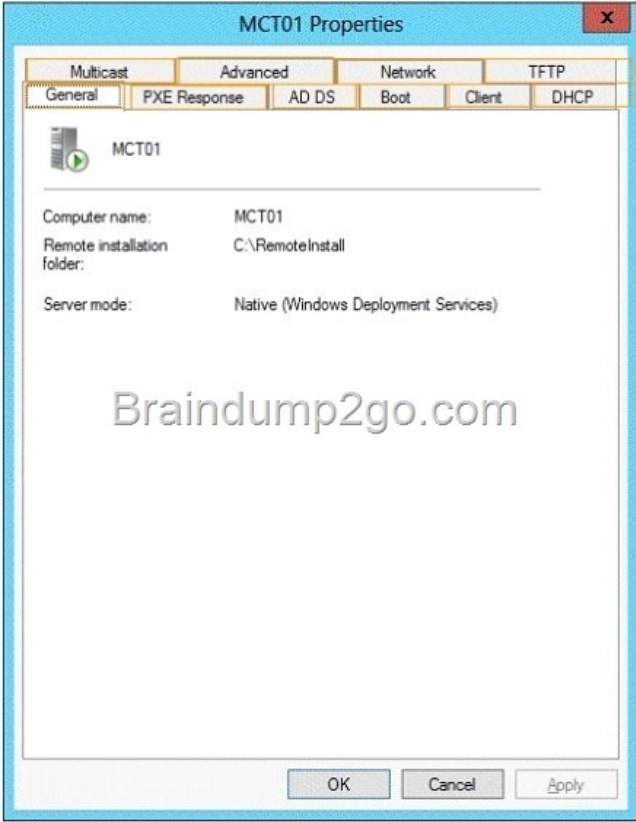 MCT01 Properties
x
Multicast Advanced Network TFTP
General PXE Response AD DS Boot Client DHCP
MCT01
Computer name: MCT01
Remote installation folder: C:\RemoteInstall
Server mode: Native (Windows Deployment Services)
Braindump2go.com
OK Cancel Apply